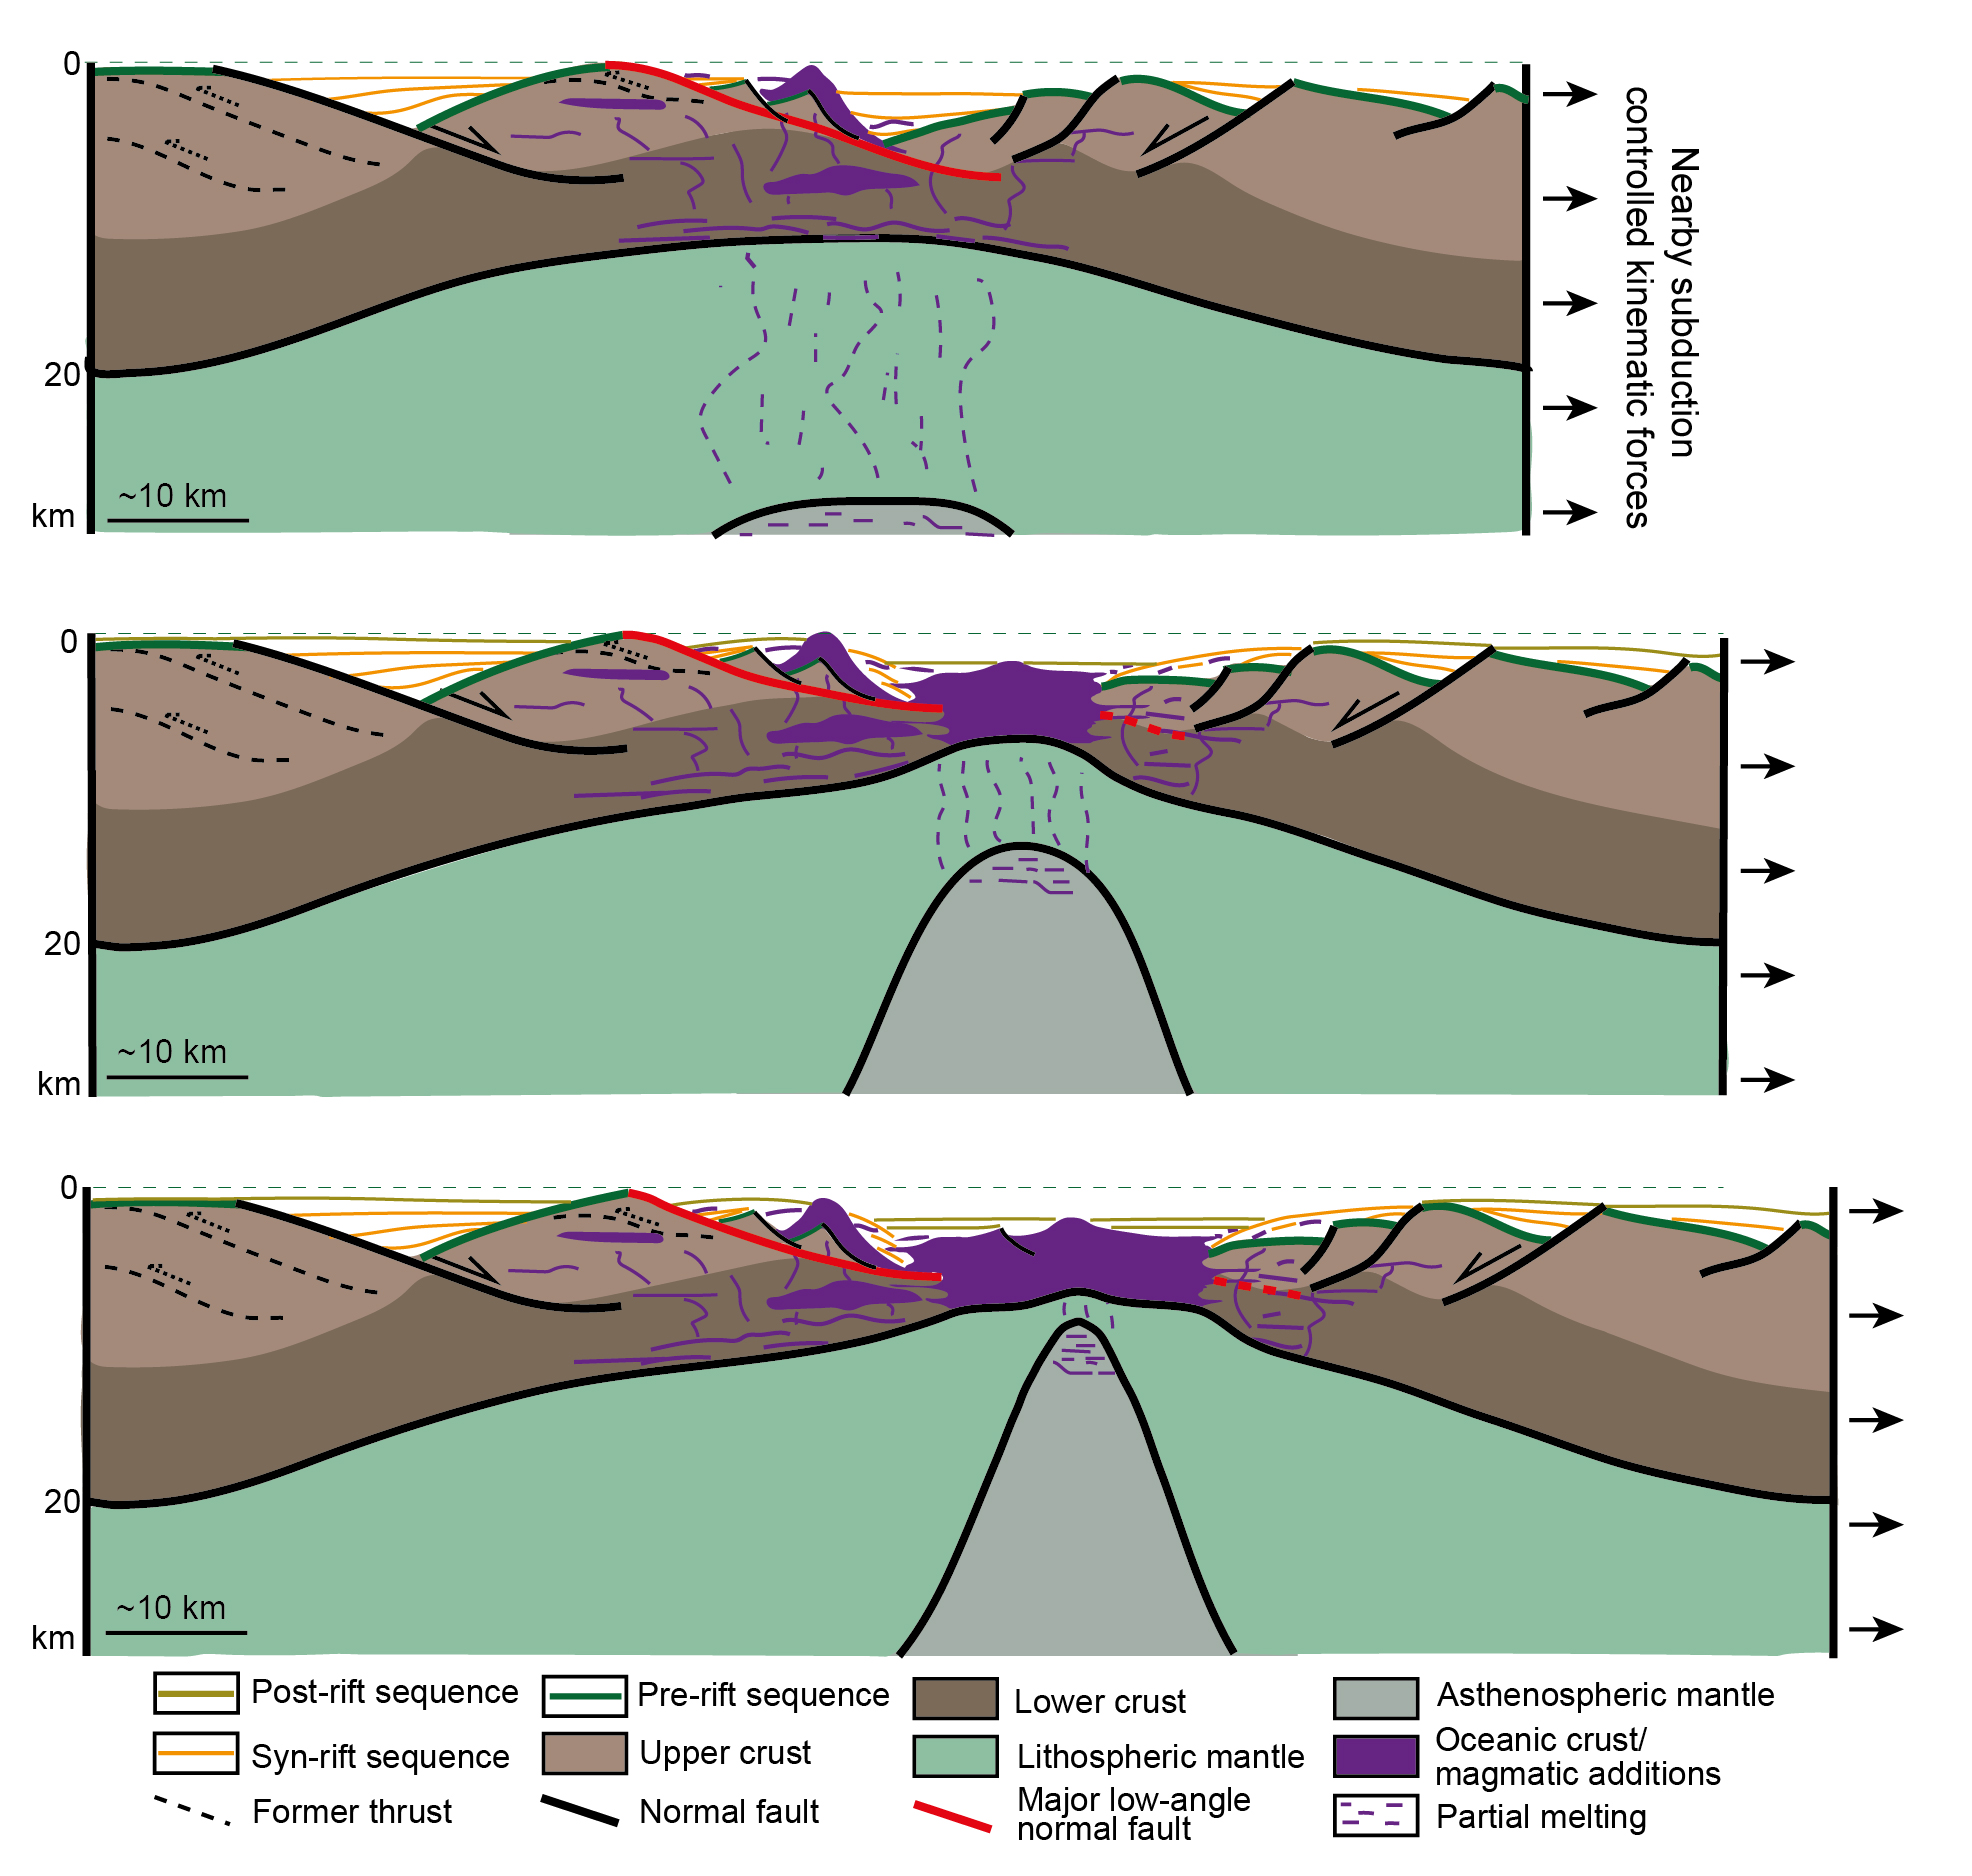 0
20
km
~10 km
Nearby subduction
controlled kinematic forces
0
20
km
~10 km
0
20
km
~10 km
Post-rift sequence
Pre-rift sequence
Lower crust
Asthenospheric mantle
Syn-rift sequence
Upper crust
Lithospheric mantle
Oceanic crust/
magmatic additions
Former thrust
Normal fault
Major low-angle
normal fault
Partial melting